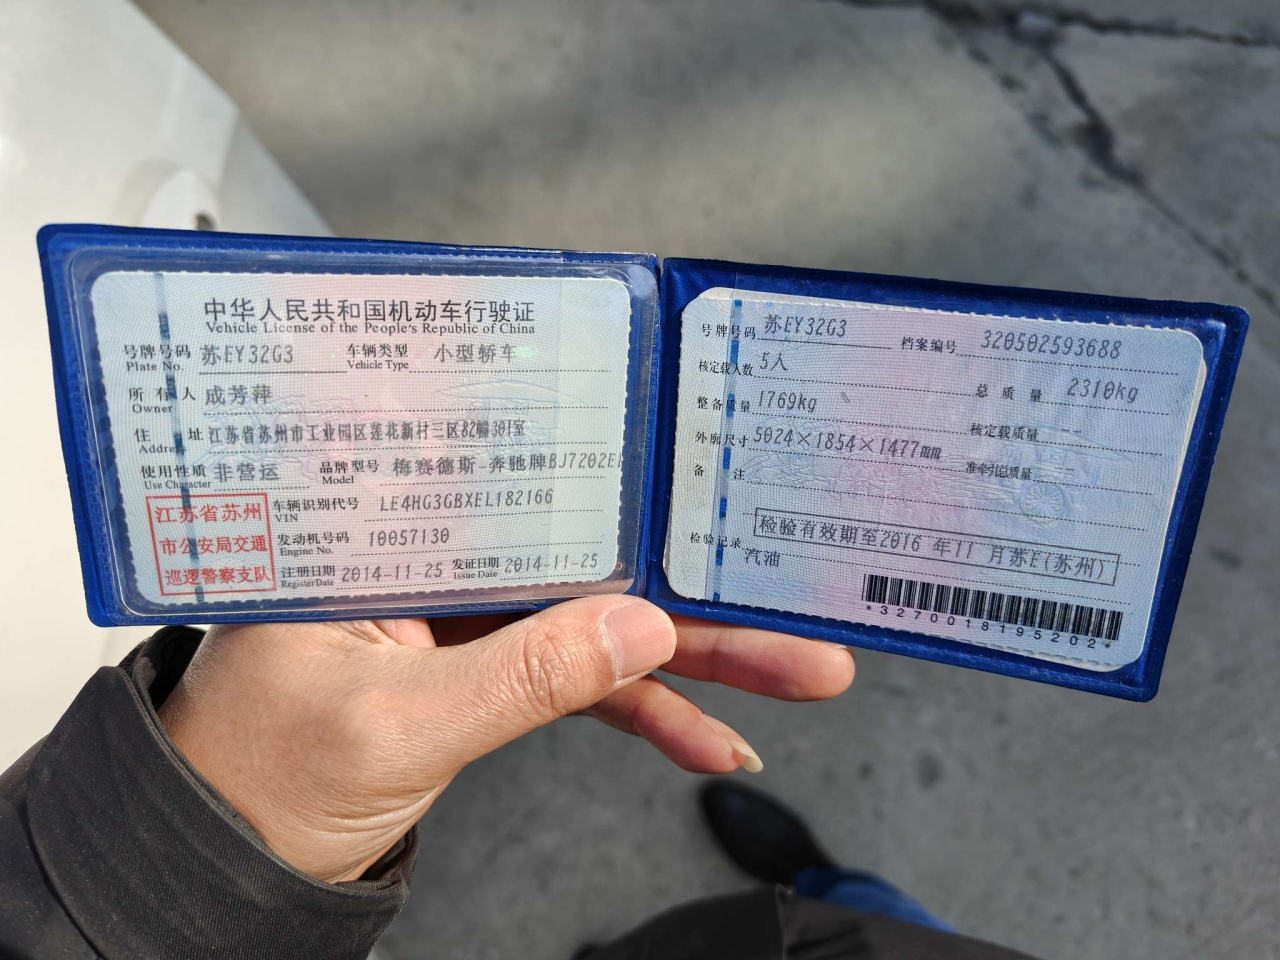 中华人民共和国机动车行驶证
Vehicle License of the People's Republic of China
号牌号码 苏EY32G3 车辆类型 小型轿车
Plate No. Vehicle Type
所有人 成芳萍
Owner
住址 江苏省苏州市工业园区莲花新村三区82幢301室
Address
使用性质 非营运 品牌型号 梅赛德斯-奔驰牌BJ7202E
Use Character Model
江苏省苏州
市公安局交通
巡逻警察支队
车辆识别代号 LE4HG3GBXEL182166
VIN
发动机号码 10057130
Engine No.
注册日期 2014-11-25 发证日期 2014-11-25
Register Date Issue Date
号牌号码 苏EY32G3 档案编号 320502593688
核定载人数 5人 总质量 2310kg
整备质量 1769kg 核定载质量 --
外廓尺寸 5024×1854×1477mm 准牵引总质量 --
备注
检验有效期至2016 年11 月苏E(苏州)
检验记录
汽油
*3270018195202*